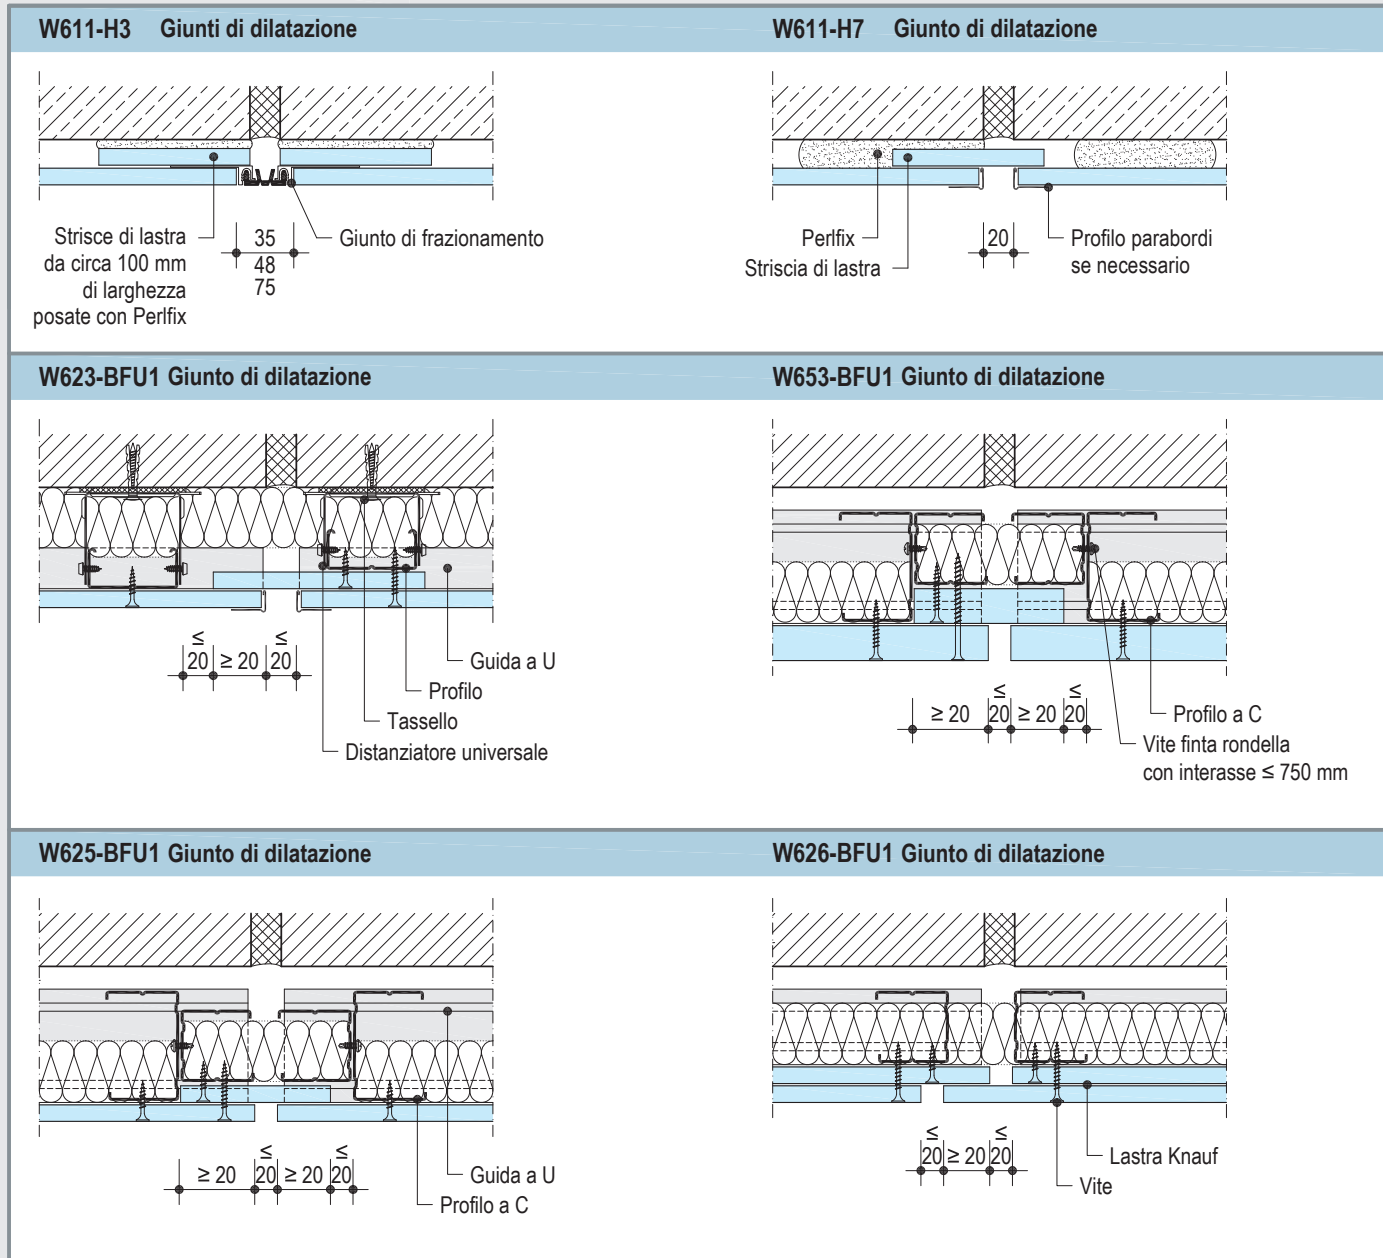 W611-H3 Giunti di dilatazione
Strisce di lastra
da circa 100 mm
di larghezza
posate con Perlfix
35
48
75
Giunto di frazionamento
W611-H7 Giunto di dilatazione
Perlfix
Striscia di lastra
20
Profilo parabordi
se necessario
W623-BFU1 Giunto di dilatazione
≤ ≤
20 ≥ 20 20
Guida a U
Profilo
Tassello
Distanziatore universale
W653-BFU1 Giunto di dilatazione
≤ ≤
≥ 20 20 ≥ 20 20
Profilo a C
Vite finta rondella
con interasse ≤ 750 mm
W625-BFU1 Giunto di dilatazione
≤ ≤
≥ 20 20 ≥ 20 20
Guida a U
Profilo a C
W626-BFU1 Giunto di dilatazione
≤ ≤
20 ≥ 20 20
Lastra Knauf
Vite